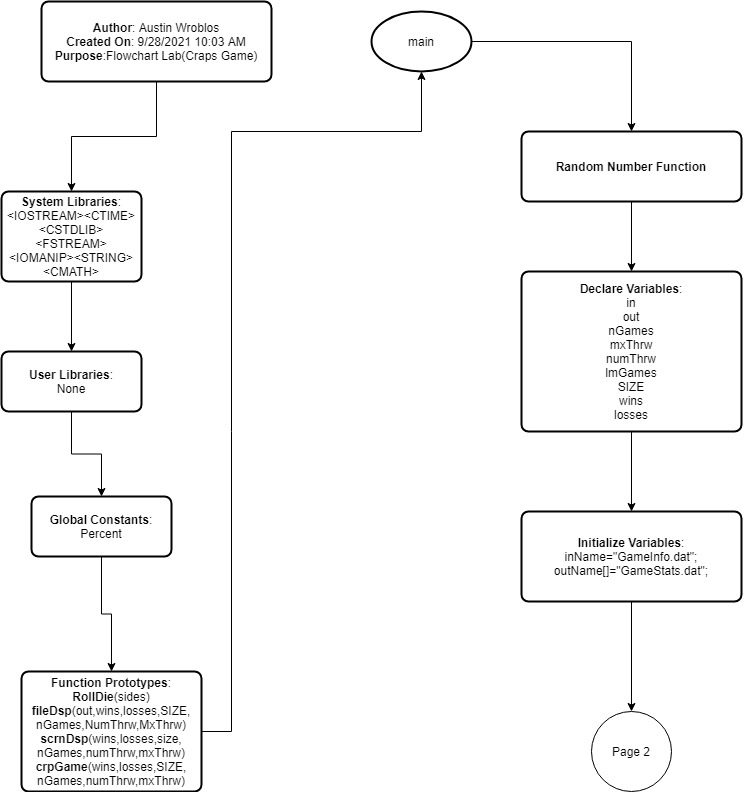 Author: Austin Wroblos
Created On: 9/28/2021 10:03 AM
Purpose:Flowchart Lab(Craps Game)
System Libraries:
<IOSTREAM><CTIME>
<CSTDLIB>
<FSTREAM>
<IOMANIP><STRING>
<CMATH>
User Libraries:
None
Global Constants:
Percent
Function Prototypes:
RollDie(sides)
fileDsp(out,wins,losses,SIZE,
nGames,NumThrw,MxThrw)
scrnDsp(wins,losses,size,
nGames,numThrw,mxThrw)
crpGame(wins,losses,SIZE,
nGames,numThrw,mxThrw)
main
Random Number Function
Declare Variables:
in
out
nGames
mxThrw
numThrw
lmGames
SIZE
wins
losses
Initialize Variables:
inName="GameInfo.dat";
outName[]="GameStats.dat";
Page 2